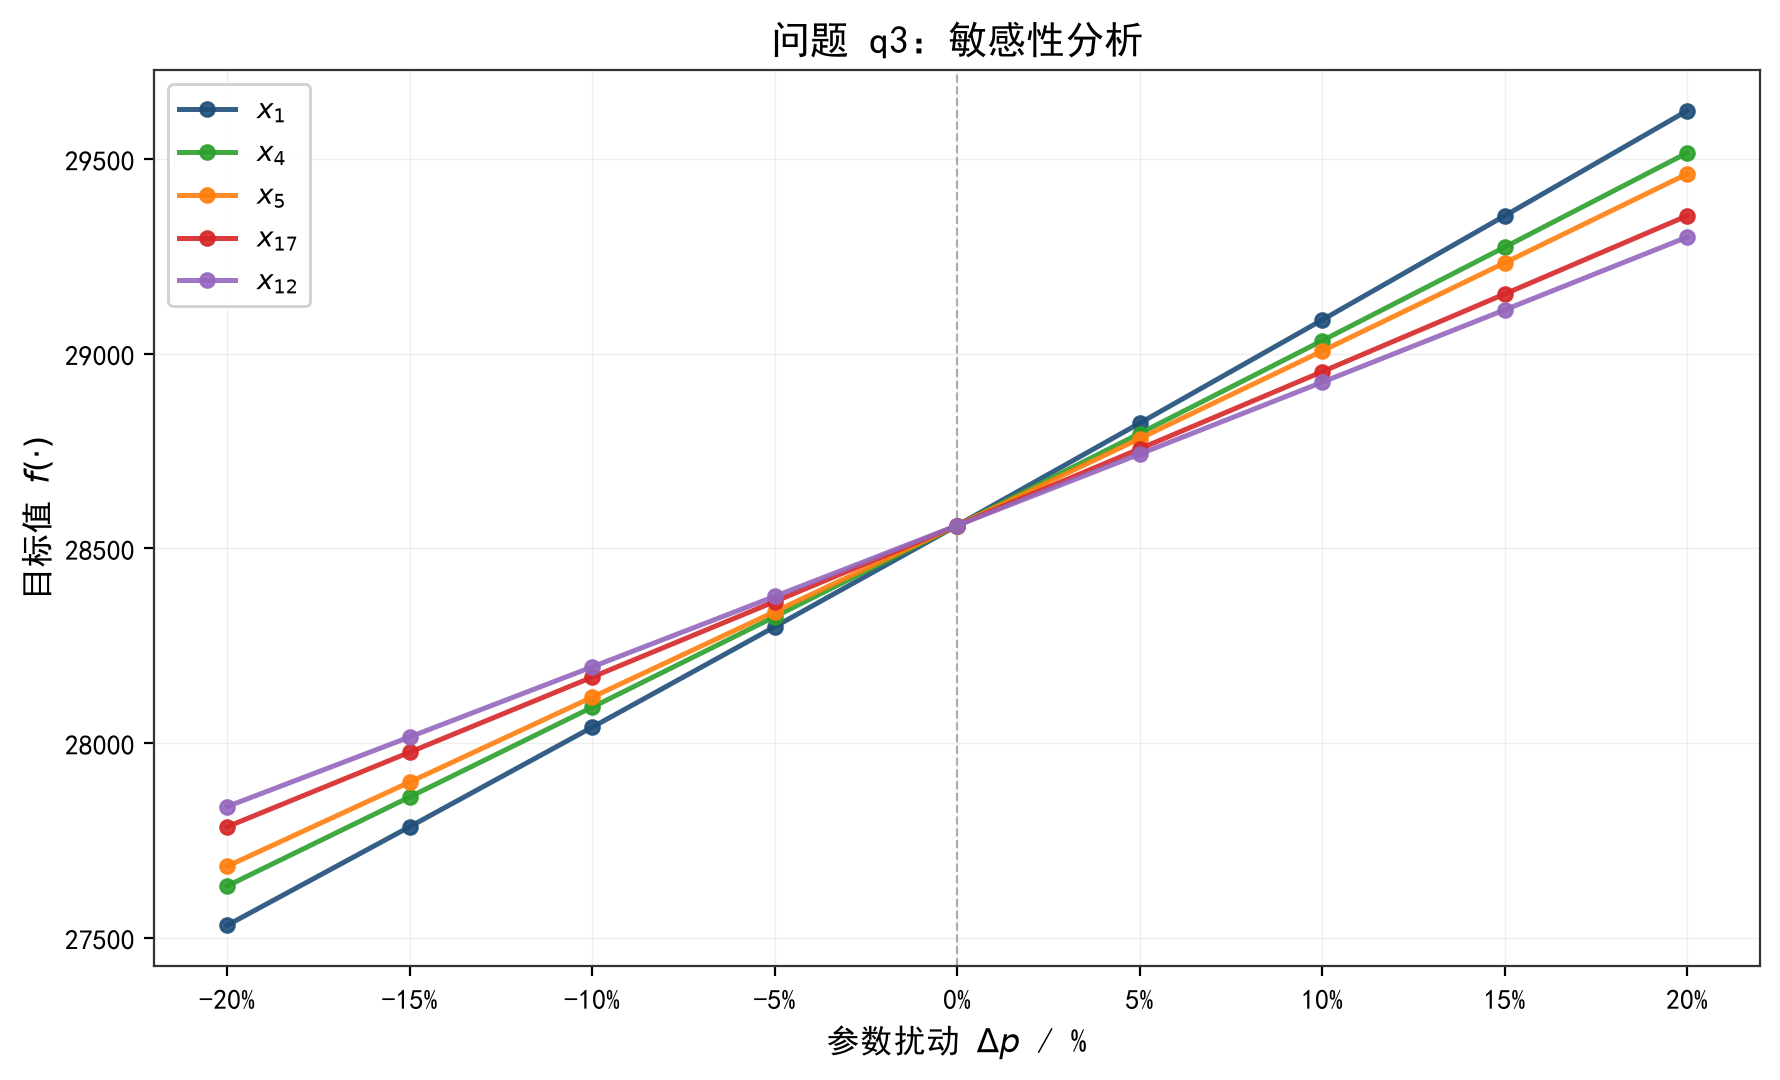 问题 q3：敏感性分析
x₁
x₄
x₅
x₁₇
x₁₂
目标值 f(·)
29500
29000
28500
28000
27500
−20% −15% −10% −5% 0% 5% 10% 15% 20%
参数扰动 Δp / %